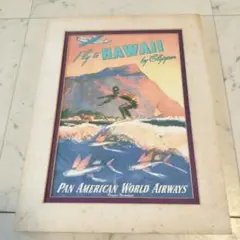 Fly to HAWAII
by Clipper
PAN AMERICAN WORLD AIRWAYS